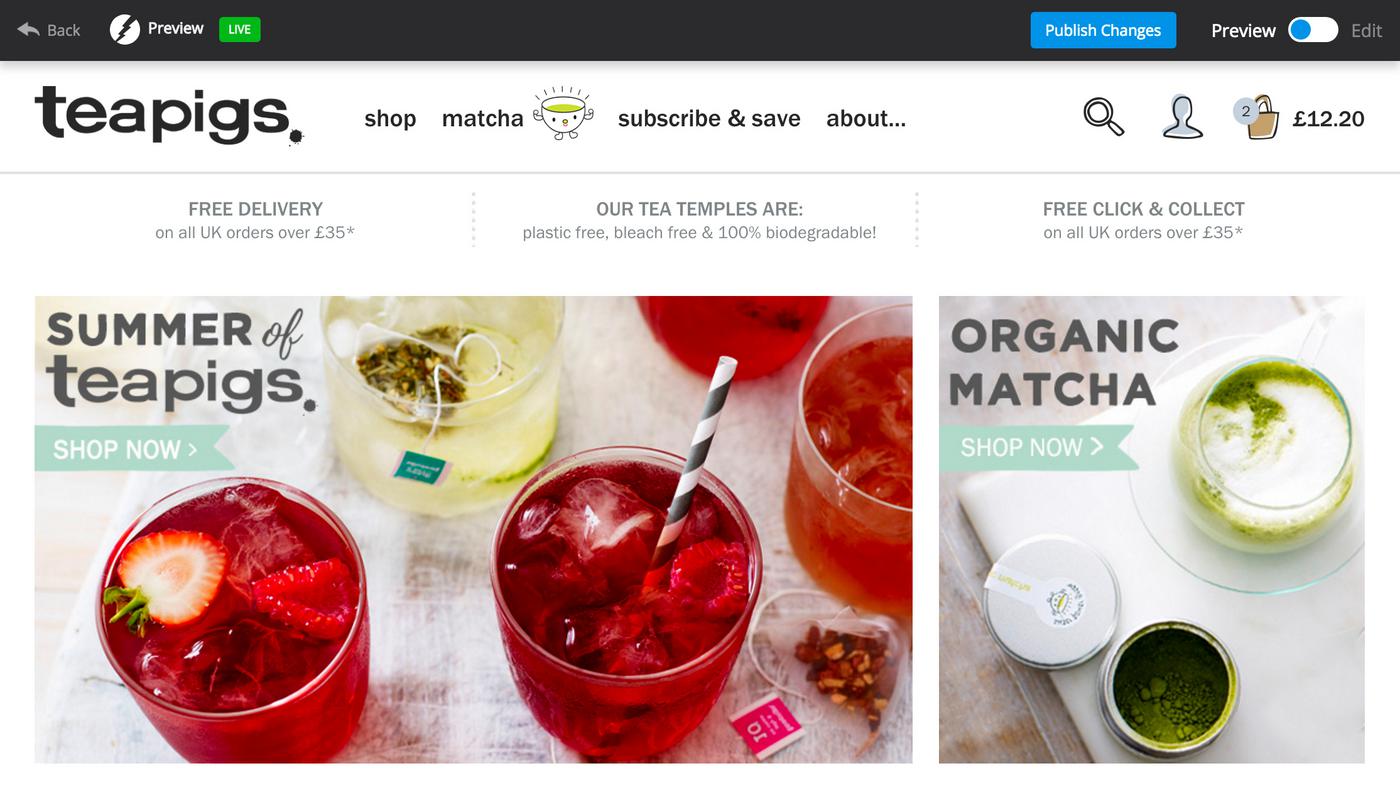 Back
Preview
LIVE
Publish Changes
Preview
Edit
teapigs.
shop
matcha
subscribe & save
about...
2
£12.20
FREE DELIVERY
on all UK orders over £35*
OUR TEA TEMPLES ARE:
plastic free, bleach free & 100% biodegradable!
FREE CLICK & COLLECT
on all UK orders over £35*
SUMMER of
teapigs.
SHOP NOW >
ORGANIC
MATCHA
SHOP NOW >